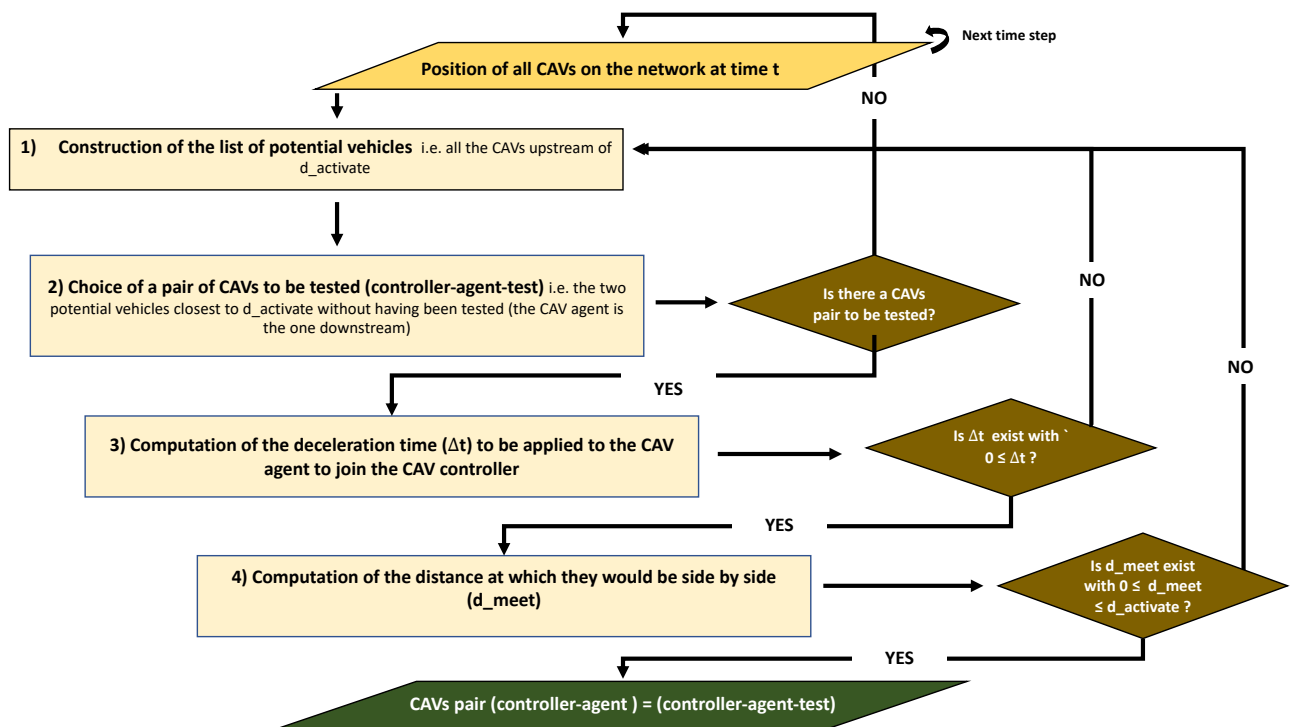 Next time step
Position of all CAVs on the network at time t
NO
1) Construction of the list of potential vehicles i.e. all the CAVs upstream of
d_activate
2) Choice of a pair of CAVs to be tested (controller-agent-test) i.e. the two
potential vehicles closest to d_activate without having been tested (the CAV agent is
the one downstream)
Is there a CAVs
pair to be tested?
NO
NO
YES
3) Computation of the deceleration time (Δt) to be applied to the CAV
agent to join the CAV controller
Is Δt exist with `
0 ≤ Δt ?
YES
4) Computation of the distance at which they would be side by side
(d_meet)
Is d_meet exist
with 0 ≤ d_meet
≤ d_activate ?
YES
CAVs pair (controller-agent ) = (controller-agent-test)